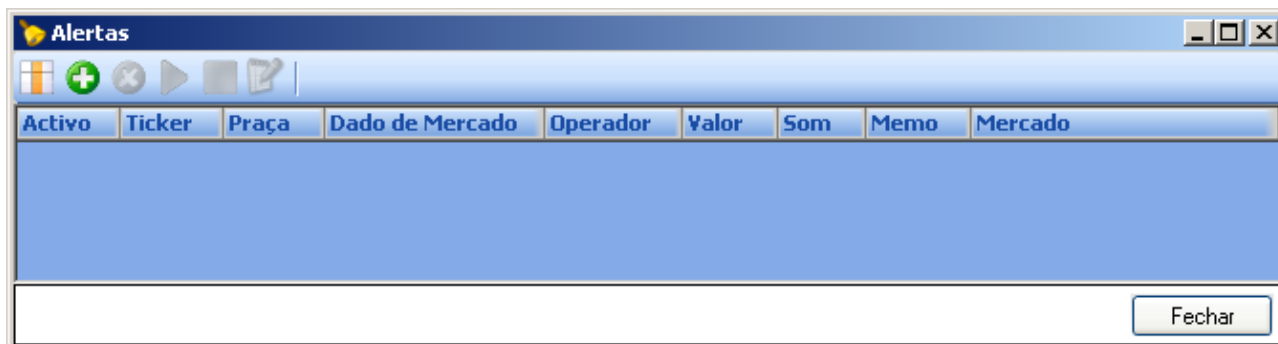 Alertas
Activo Ticker Praça Dado de Mercado Operador Valor Som Memo Mercado
Fechar